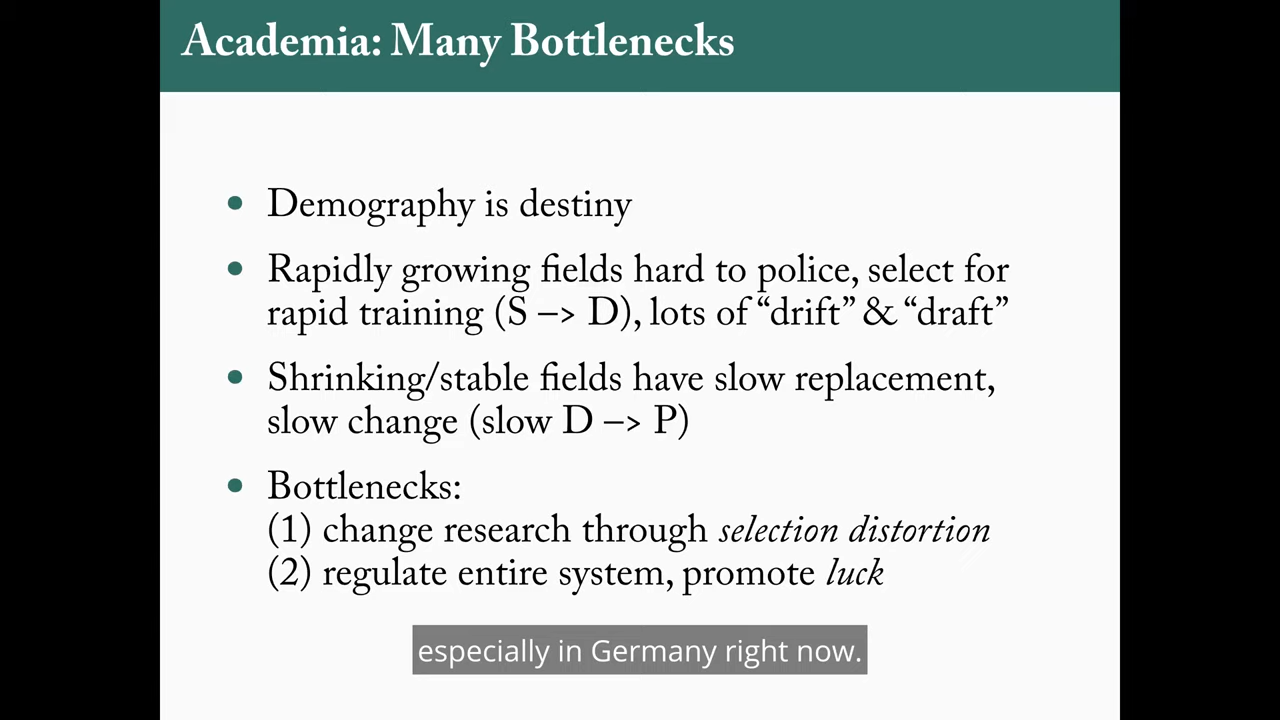 Academia: Many Bottlenecks
• Demography is destiny
• Rapidly growing fields hard to police, select for
rapid training (S –> D), lots of “drift” & “draft”
• Shrinking/stable fields have slow replacement,
slow change (slow D –> P)
• Bottlenecks:
(1) change research through selection distortion
(2) regulate entire system, promote luck
especially in Germany right now.